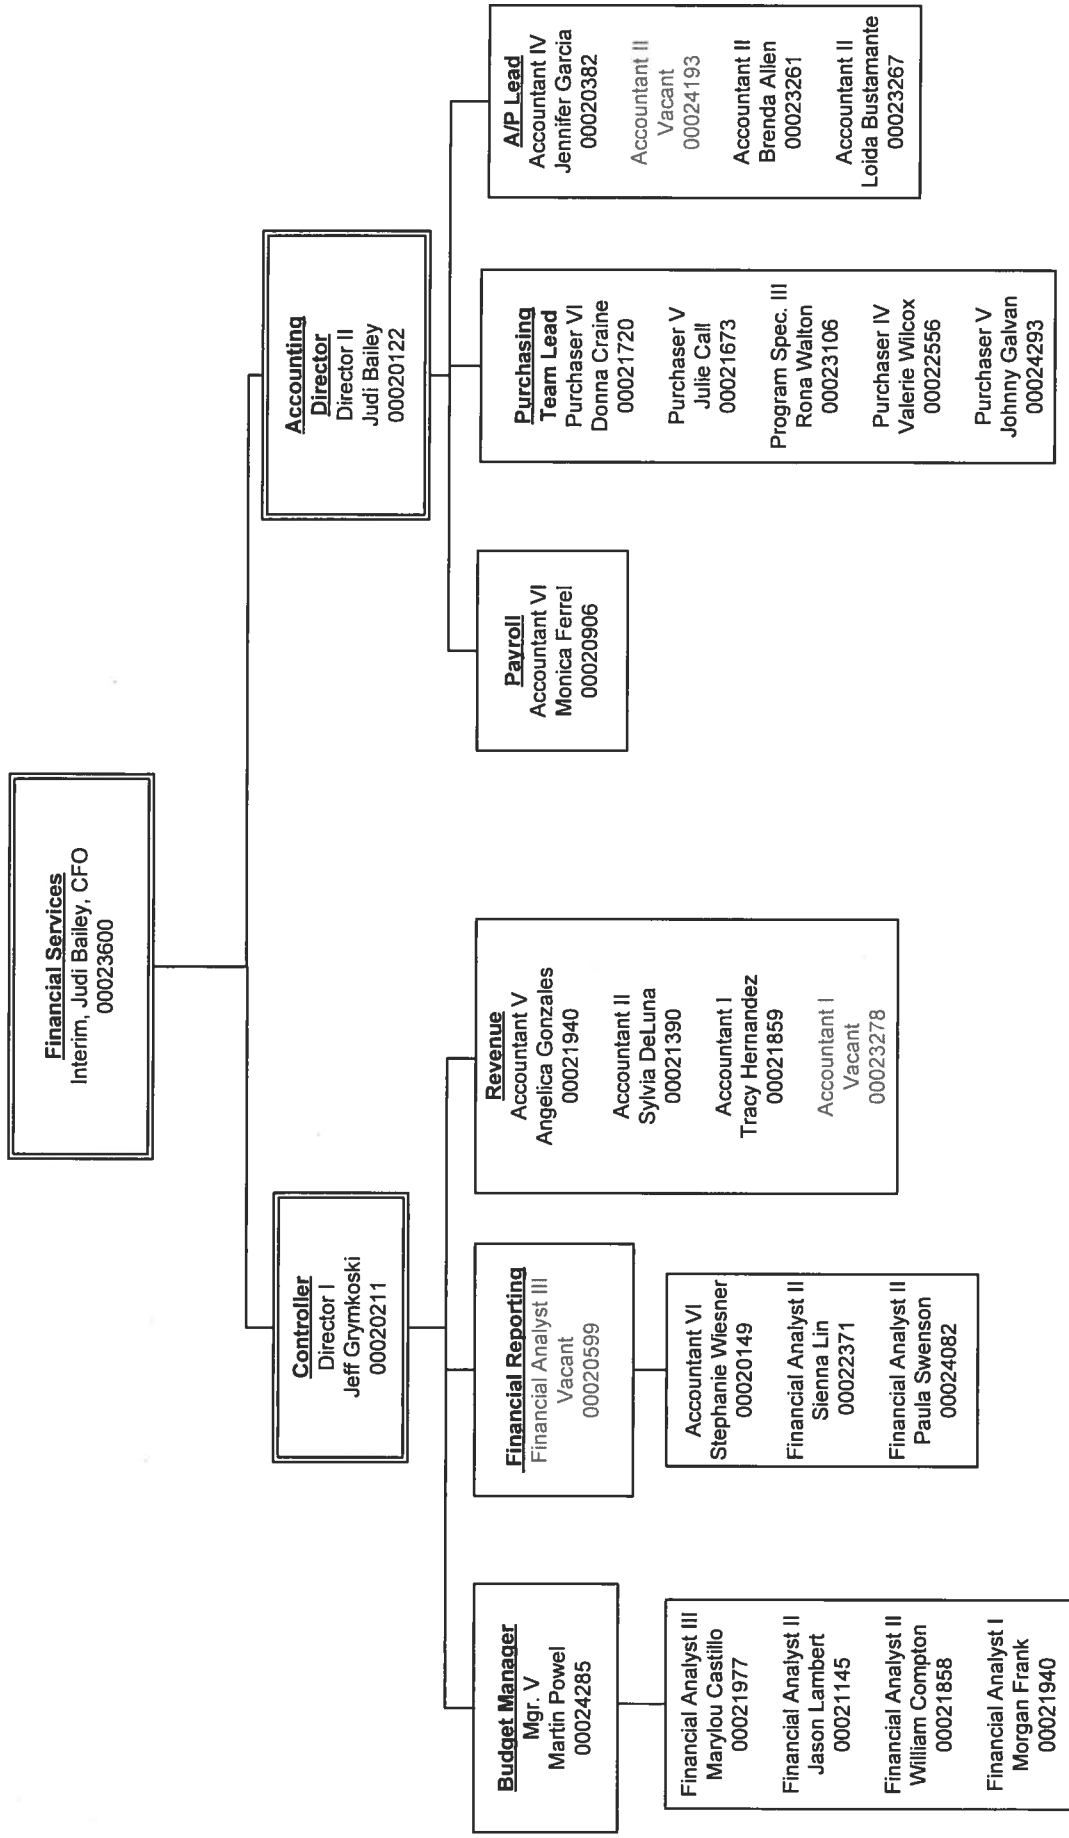 Financial Services
Interim, Judi Bailey, CFO
00023600
Controller
Director I
Jeff Grymkoski
00020211
Accounting
Director
Director II
Judi Bailey
00020122
Budget Manager
Mgr. V
Martin Powel
00024285
Financial Analyst III
Marylou Castillo
00021977
Financial Analyst II
Jason Lambert
00021145
Financial Analyst II
William Compton
00021858
Financial Analyst I
Morgan Frank
00021940
Financial Reporting
Financial Analyst III
Vacant
00020599
Accountant VI
Stephanie Wiesner
00020149
Financial Analyst II
Sienna Lin
00022371
Financial Analyst II
Paula Swenson
00024082
Revenue
Accountant V
Angelica Gonzales
00021940
Accountant II
Sylvia DeLuna
00021390
Accountant I
Tracy Hernandez
00021859
Accountant I
Vacant
00023278
Payroll
Accountant VI
Monica Ferrel
00020906
Purchasing
Team Lead
Purchaser VI
Donna Craine
00021720
Purchaser V
Julie Call
00021673
Program Spec. III
Rona Walton
00023106
Purchaser IV
Valerie Wilcox
00022556
Purchaser V
Johnny Galvan
00024293
A/P Lead
Accountant IV
Jennifer Garcia
00020382
Accountant II
Vacant
00024193
Accountant II
Brenda Allen
00023261
Accountant II
Loida Bustamante
00023267